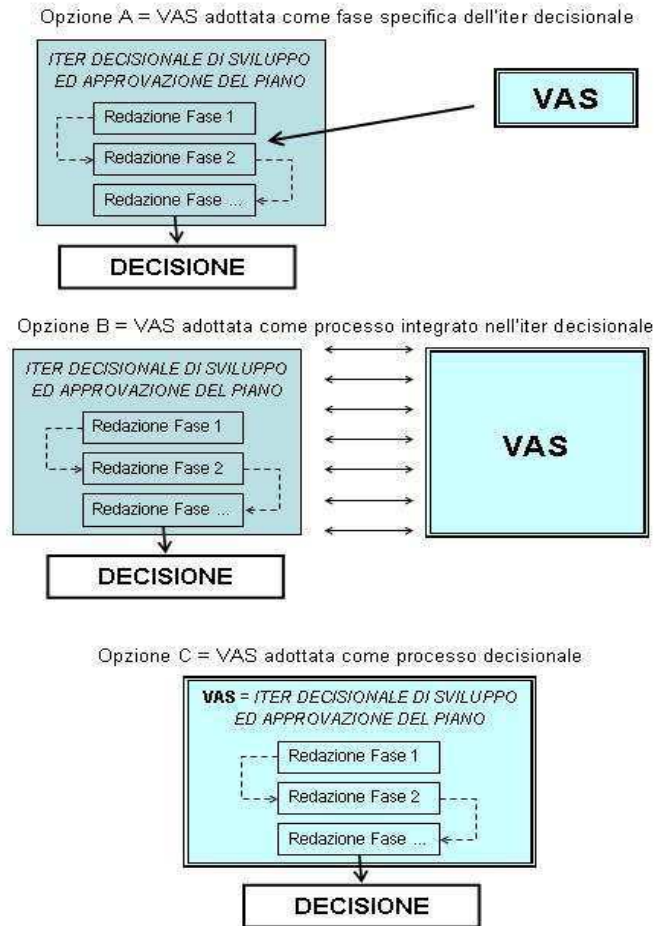 Opzione A = VAS adottata come fase specifica dell'iter decisionale
ITER DECISIONALE DI SVILUPPO
ED APPROVAZIONE DEL PIANO
Redazione Fase 1
Redazione Fase 2
Redazione Fase ...
VAS
DECISIONE
Opzione B = VAS adottata come processo integrato nell'iter decisionale
ITER DECISIONALE DI SVILUPPO
ED APPROVAZIONE DEL PIANO
Redazione Fase 1
Redazione Fase 2
Redazione Fase ...
VAS
DECISIONE
Opzione C = VAS adottata come processo decisionale
VAS = ITER DECISIONALE DI SVILUPPO
ED APPROVAZIONE DEL PIANO
Redazione Fase 1
Redazione Fase 2
Redazione Fase ...
DECISIONE